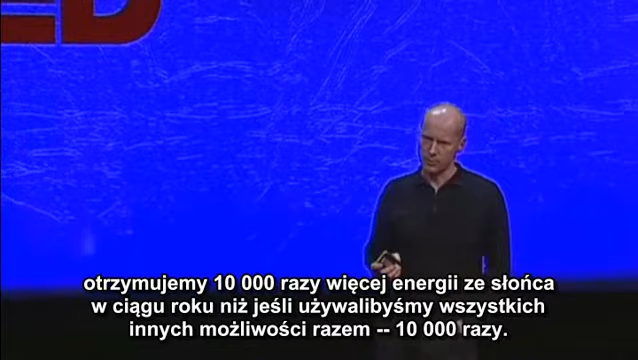 ED
otrzymujemy 10 000 razy więcej energii ze słońca
w ciągu roku niż jeśli używalibyśmy wszystkich
innych możliwości razem -- 10 000 razy.